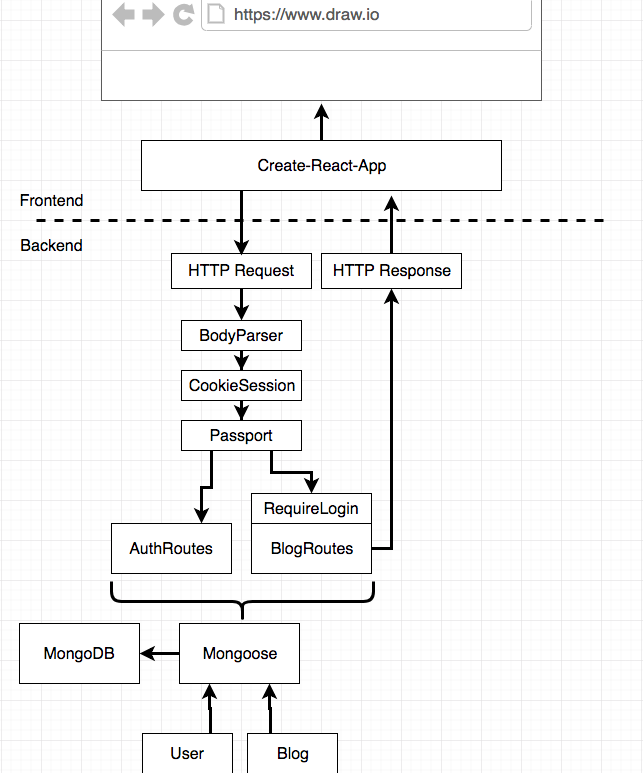 https://www.draw.io
Create-React-App
Frontend
Backend
HTTP Request
HTTP Response
BodyParser
CookieSession
Passport
RequireLogin
AuthRoutes
BlogRoutes
MongoDB
Mongoose
User
Blog